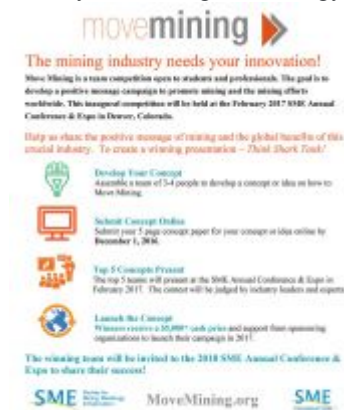 movemining
The mining industry needs your innovation!
Move Mining is a team competition open to students and professionals. The goal is to
develop a positive message campaign to promote mining and the mining efforts
worldwide. This inaugural competition will be held at the February 2017 SME Annual
Conference & Expo in Denver, Colorado.
Help us share the positive message of mining and the global benefits of this
crucial industry. To create a winning presentation – Think Shark Tank!
Develop Your Concept
Assemble a team of 3-4 people to develop a concept or idea on how to
Move Mining.
Submit Concept Online
Submit your 5 page concept paper for your concept or idea online by
December 1, 2016.
Top 5 Concepts Present
The top 5 teams will present at the SME Annual Conference & Expo in
February 2017. The contest will be judged by industry leaders and experts.
Launch the Concept
Winners receive a cash prize and support from sponsoring
organizations to launch their campaign in 2017.
The winning team will be invited to the 2018 SME Annual Conference &
Expo to share their success!
SME MoveMining.org SME